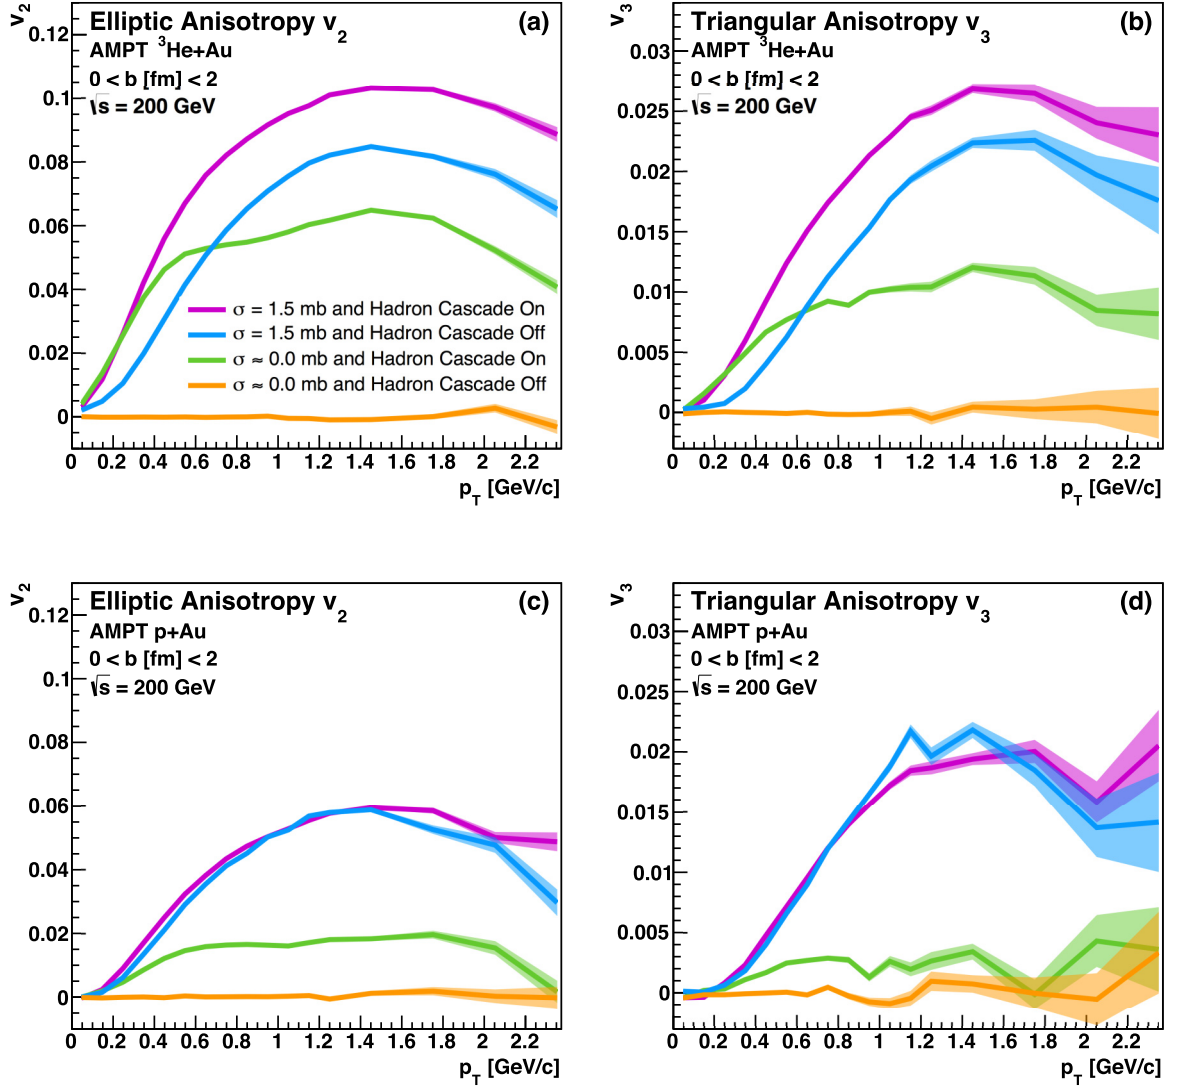 Elliptic Anisotropy v2 (a)
AMPT 3He+Au
0 < b [fm] < 2
√s = 200 GeV
v2
0.12
0.1
0.08
0.06
0.04
0.02
0
σ = 1.5 mb and Hadron Cascade On
σ = 1.5 mb and Hadron Cascade Off
σ ≈ 0.0 mb and Hadron Cascade On
σ ≈ 0.0 mb and Hadron Cascade Off
0 0.2 0.4 0.6 0.8 1 1.2 1.4 1.6 1.8 2 2.2
pT [GeV/c]
Triangular Anisotropy v3 (b)
AMPT 3He+Au
0 < b [fm] < 2
√s = 200 GeV
v3
0.03
0.025
0.02
0.015
0.01
0.005
0
0 0.2 0.4 0.6 0.8 1 1.2 1.4 1.6 1.8 2 2.2
pT [GeV/c]
Elliptic Anisotropy v2 (c)
AMPT p+Au
0 < b [fm] < 2
√s = 200 GeV
v2
0.12
0.1
0.08
0.06
0.04
0.02
0
0 0.2 0.4 0.6 0.8 1 1.2 1.4 1.6 1.8 2 2.2
pT [GeV/c]
Triangular Anisotropy v3 (d)
AMPT p+Au
0 < b [fm] < 2
√s = 200 GeV
v3
0.03
0.025
0.02
0.015
0.01
0.005
0
0 0.2 0.4 0.6 0.8 1 1.2 1.4 1.6 1.8 2 2.2
pT [GeV/c]